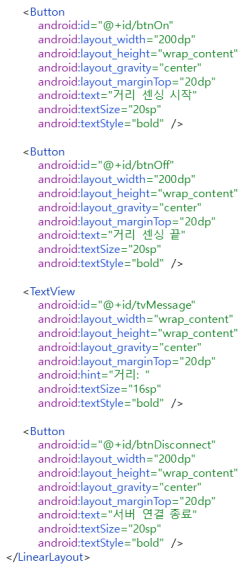 <Button
android:id="@+id/btnOn"
android:layout_width="200dp"
android:layout_height="wrap_content"
android:layout_gravity="center"
android:layout_marginTop="20dp"
android:text="거리 센싱 시작"
android:textSize="20sp"
android:textStyle="bold" />
<Button
android:id="@+id/btnOff"
android:layout_width="200dp"
android:layout_height="wrap_content"
android:layout_gravity="center"
android:layout_marginTop="20dp"
android:text="거리 센싱 끝"
android:textSize="20sp"
android:textStyle="bold" />
<TextView
android:id="@+id/tvMessage"
android:layout_width="wrap_content"
android:layout_height="wrap_content"
android:layout_gravity="center"
android:layout_marginTop="20dp"
android:hint="거리: "
android:textSize="16sp"
android:textStyle="bold" />
<Button
android:id="@+id/btnDisconnect"
android:layout_width="200dp"
android:layout_height="wrap_content"
android:layout_gravity="center"
android:layout_marginTop="20dp"
android:text="서버 연결 종료"
android:textSize="20sp"
android:textStyle="bold" />
</LinearLayout>